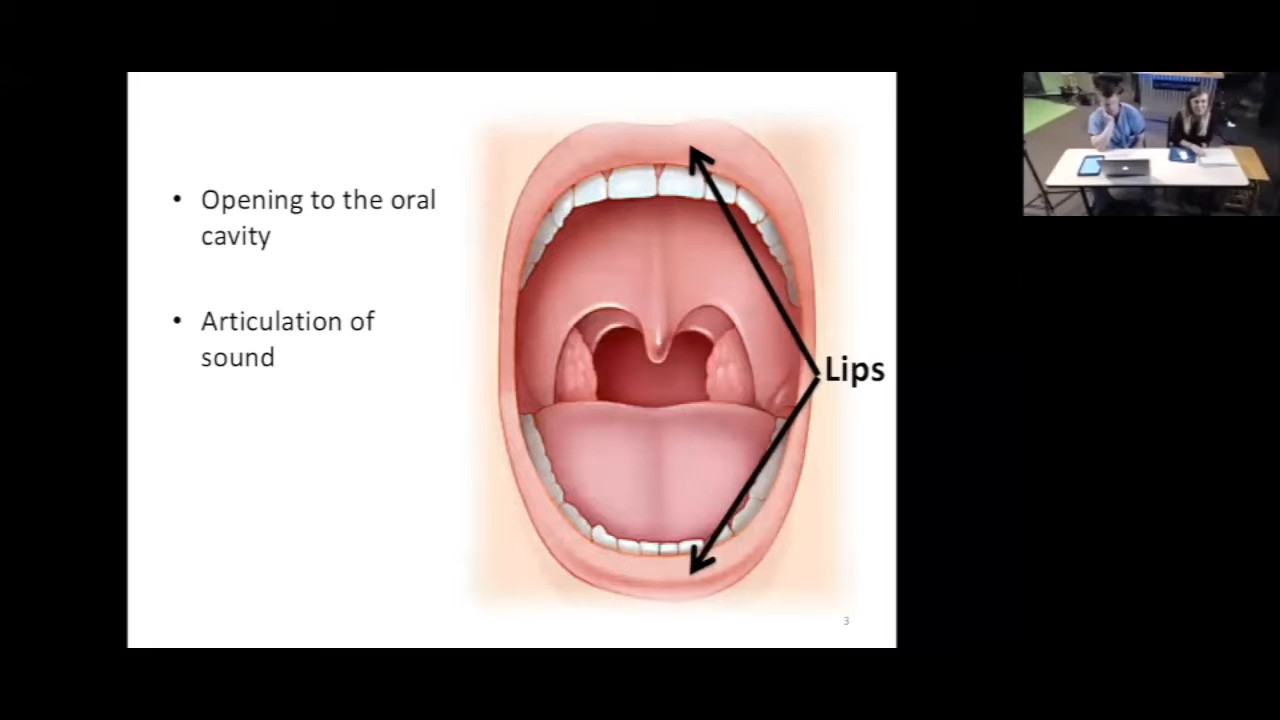 • Opening to the oral
cavity
• Articulation of
sound
Lips
3